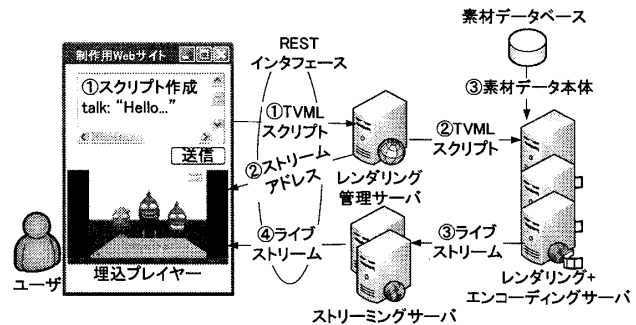 素材データベース
制作用Webサイト
REST
インタフェース
①スクリプト作成
talk: “Hello...”
送信
③素材データ本体
①TVML
スクリプト
②TVML
スクリプト
②ストリーム
アドレス
レンダリング
管理サーバ
④ライブ
ストリーム
③ライブ
ストリーム
ユーザ
埋込プレイヤー
ストリーミングサーバ
レンダリング+
エンコーディングサーバ